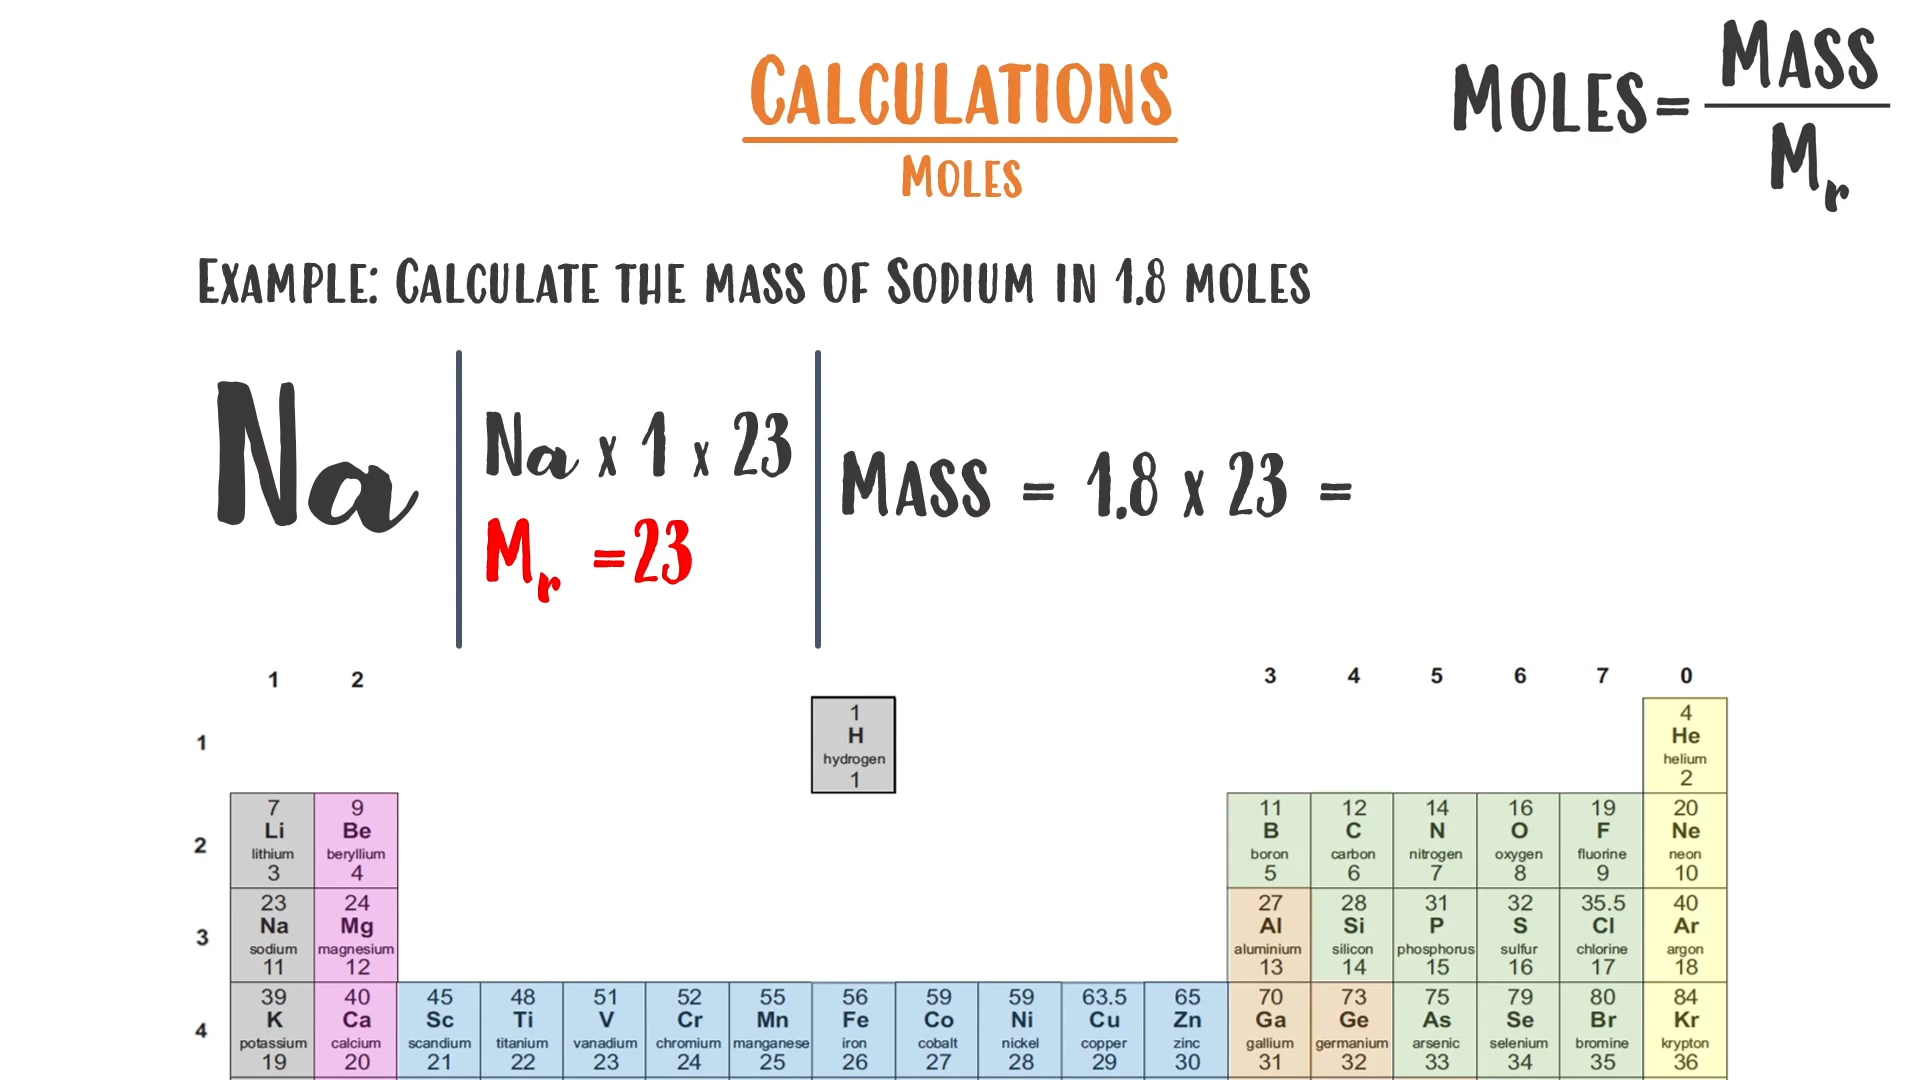 CALCULATIONS
MOLES
MOLES = MASS
Mr
EXAMPLE: CALCULATE THE MASS OF SODIUM IN 1.8 MOLES
Na
Na x 1 x 23
Mr =23
MASS = 1.8 x 23 =
1 2 3 4 5 6 7 0
1
1 4
H He
hydrogen helium
1 2
2
7 9 11 12 14 16 19 20
Li Be B C N O F Ne
lithium beryllium boron carbon nitrogen oxygen fluorine neon
3 4 5 6 7 8 9 10
3
23 24 27 28 31 32 35.5 40
Na Mg Al Si P S Cl Ar
sodium magnesium aluminium silicon phosphorus sulfur chlorine argon
11 12 13 14 15 16 17 18
4
39 40 45 48 51 52 55 56 59 59 63.5 65 70 73 75 79 80 84
K Ca Sc Ti V Cr Mn Fe Co Ni Cu Zn Ga Ge As Se Br Kr
potassium calcium scandium titanium vanadium chromium manganese iron cobalt nickel copper zinc gallium germanium arsenic selenium bromine krypton
19 20 21 22 23 24 25 26 27 28 29 30 31 32 33 34 35 36